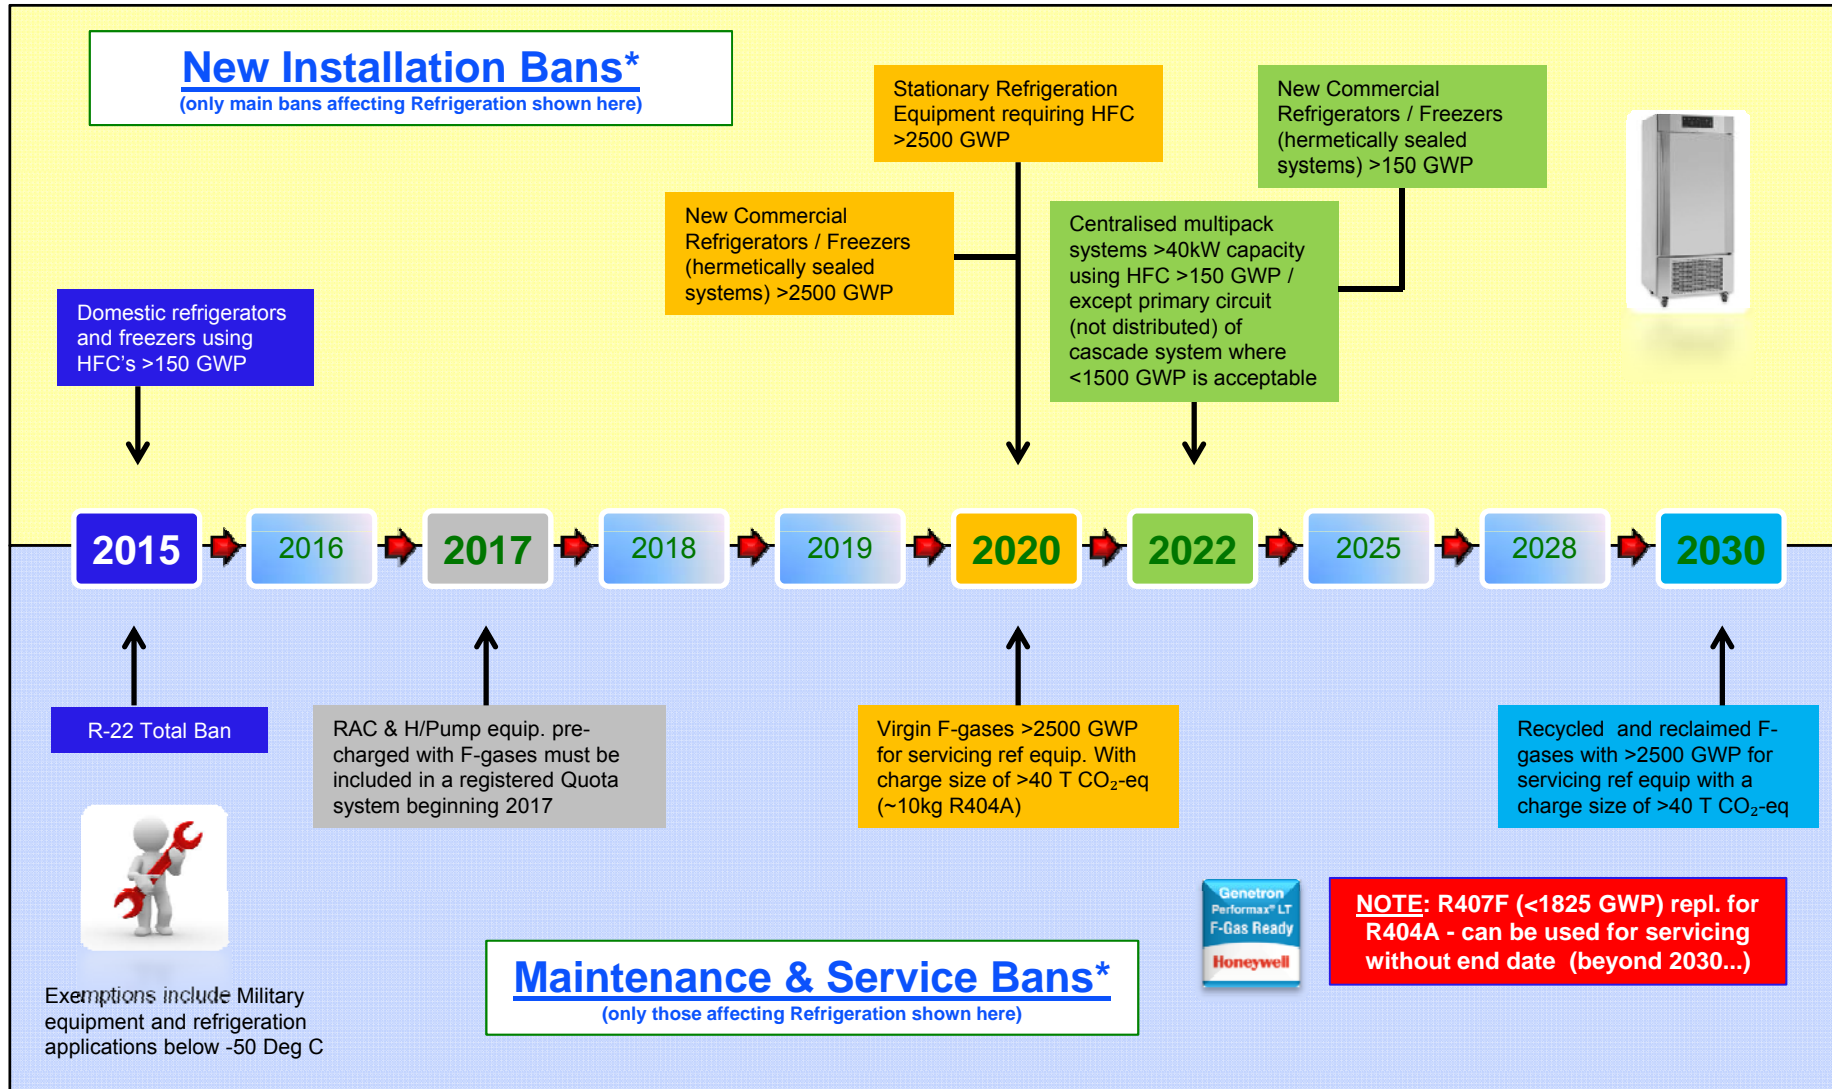 New Installation Bans*
(only main bans affecting Refrigeration shown here)
Stationary Refrigeration
Equipment requiring HFC
>2500 GWP
New Commercial
Refrigerators / Freezers
(hermetically sealed
systems) >150 GWP
New Commercial
Refrigerators / Freezers
(hermetically sealed
systems) >2500 GWP
Centralised multipack
systems >40kW capacity
using HFC >150 GWP /
except primary circuit
(not distributed) of
cascade system where
<1500 GWP is acceptable
Domestic refrigerators
and freezers using
HFC's >150 GWP
2015
2016
2017
2018
2019
2020
2022
2025
2028
2030
R-22 Total Ban
RAC & H/Pump equip. pre-
charged with F-gases must be
included in a registered Quota
system beginning 2017
Virgin F-gases >2500 GWP
for servicing ref equip. With
charge size of >40 T CO₂-eq
(~10kg R404A)
Recycled and reclaimed F-
gases with >2500 GWP for
servicing ref equip with a
charge size of >40 T CO₂-eq
Genetron
Performax® LT
F-Gas Ready
Honeywell
NOTE: R407F (<1825 GWP) repl. for
R404A - can be used for servicing
without end date (beyond 2030...)
Maintenance & Service Bans*
(only those affecting Refrigeration shown here)
Exemptions include Military
equipment and refrigeration
applications below -50 Deg C